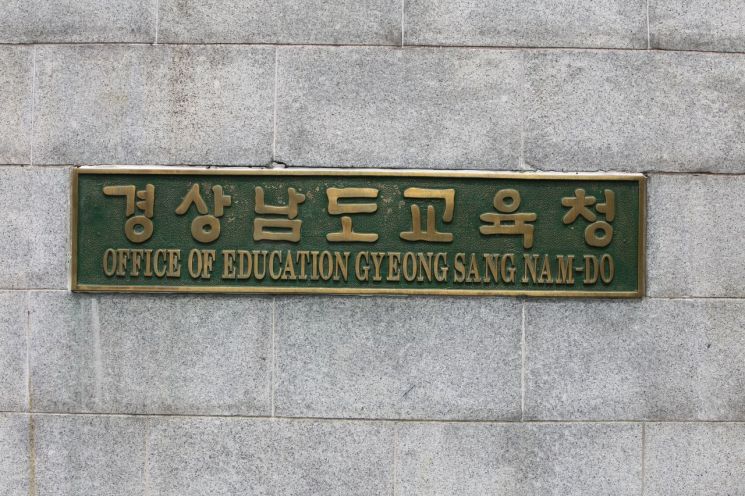 경상남도교육청
OFFICE OF EDUCATION GYEONG SANG NAM-DO